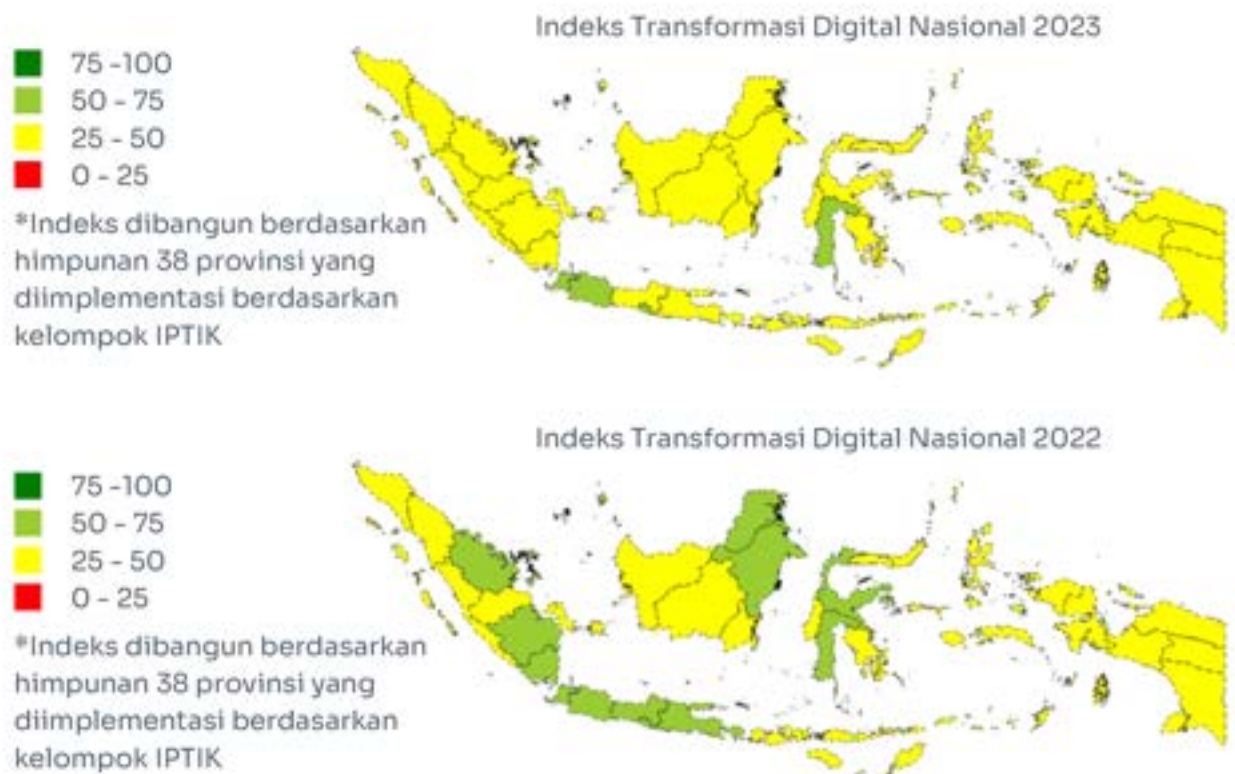 Indeks Transformasi Digital Nasional 2023
75 -100
50 - 75
25 - 50
0 - 25
*Indeks dibangun berdasarkan
himpunan 38 provinsi yang
diimplementasi berdasarkan
kelompok IPTIK
Indeks Transformasi Digital Nasional 2022
75 -100
50 - 75
25 - 50
0 - 25
*Indeks dibangun berdasarkan
himpunan 38 provinsi yang
diimplementasi berdasarkan
kelompok IPTIK